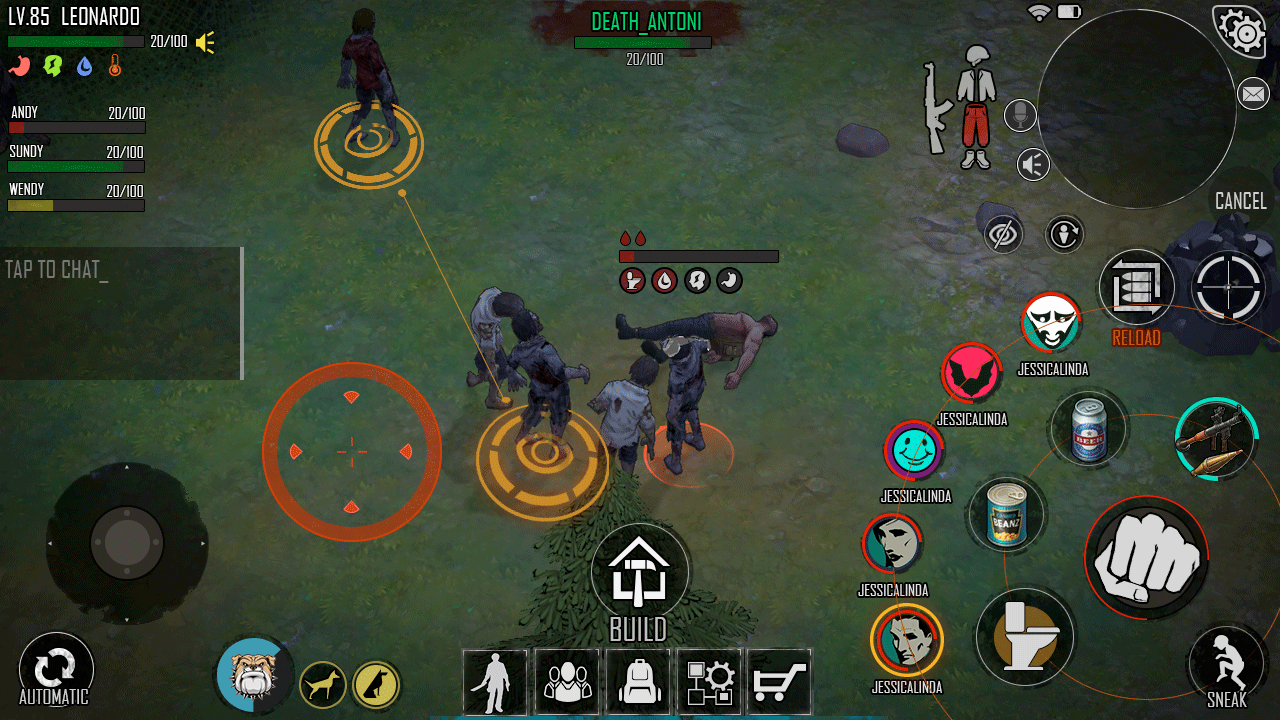 LV.85 LEONARDO
20/100
DEATH_ANTONI
20/100
ANDY 20/100
SUNDY 20/100
WENDY 20/100
CANCEL
TAP TO CHAT_
RELOAD
JESSICALINDA
JESSICALINDA
BEER
JESSICALINDA
BEANZ
JESSICALINDA
BUILD
JESSICALINDA
AUTOMATIC
SNEAK